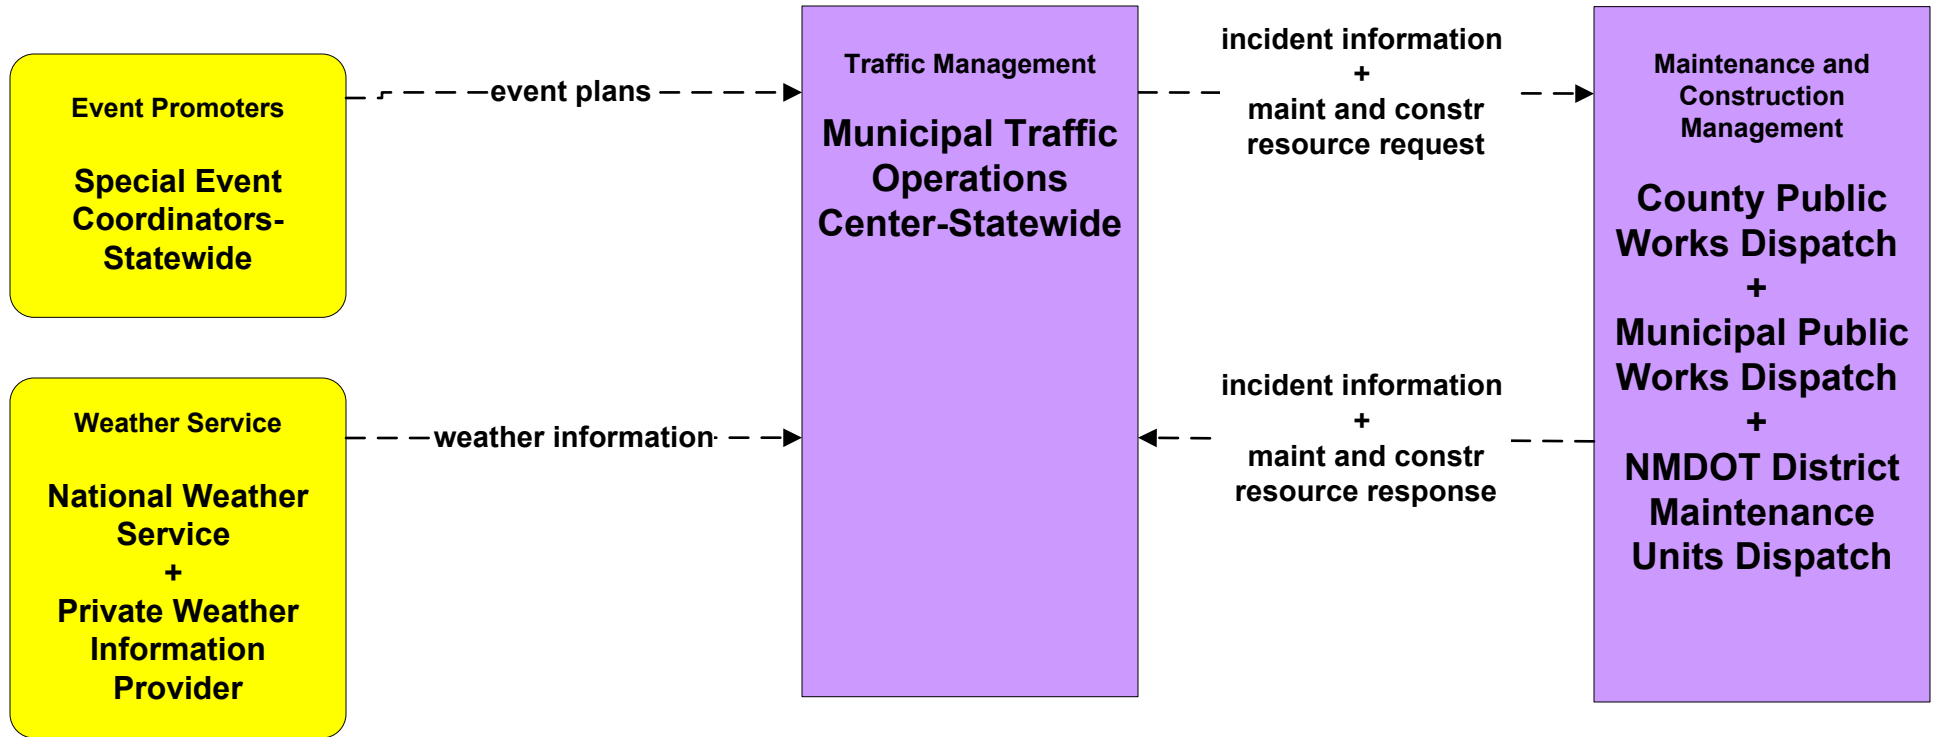 Event Promoters
Special Event
Coordinators-
Statewide
event plans
Weather Service
National Weather
Service
+
Private Weather
Information
Provider
weather information
Traffic Management
Municipal Traffic
Operations
Center-Statewide
incident information
+
maint and constr
resource request
incident information
+
maint and constr
resource response
Maintenance and
Construction
Management
County Public
Works Dispatch
+
Municipal Public
Works Dispatch
+
NMDOT District
Maintenance
Units Dispatch